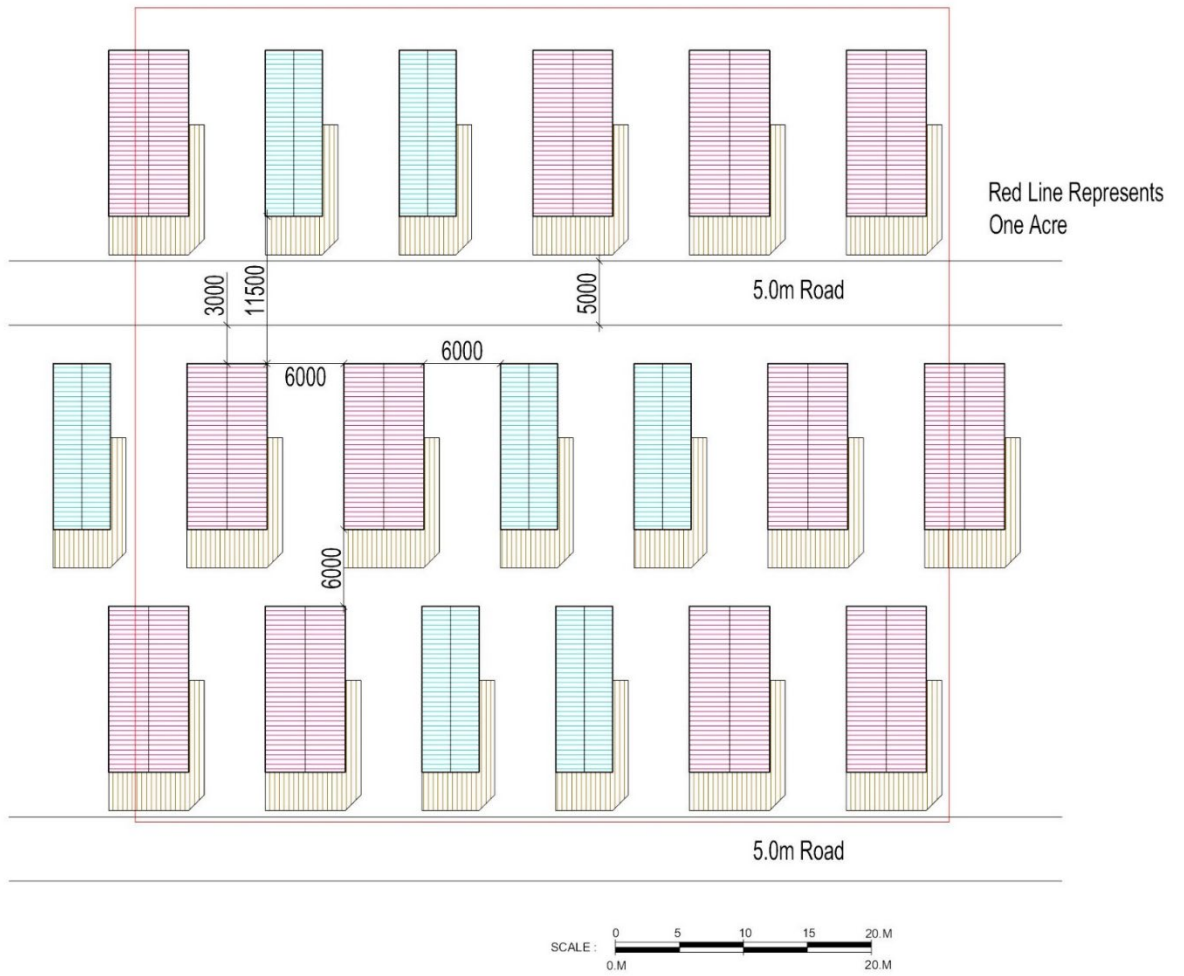 Red Line Represents
One Acre
3000
11500
5000
5.0m Road
6000
6000
6000
5.0m Road
0 5 10 15 20.M
SCALE :
0.M 20.M